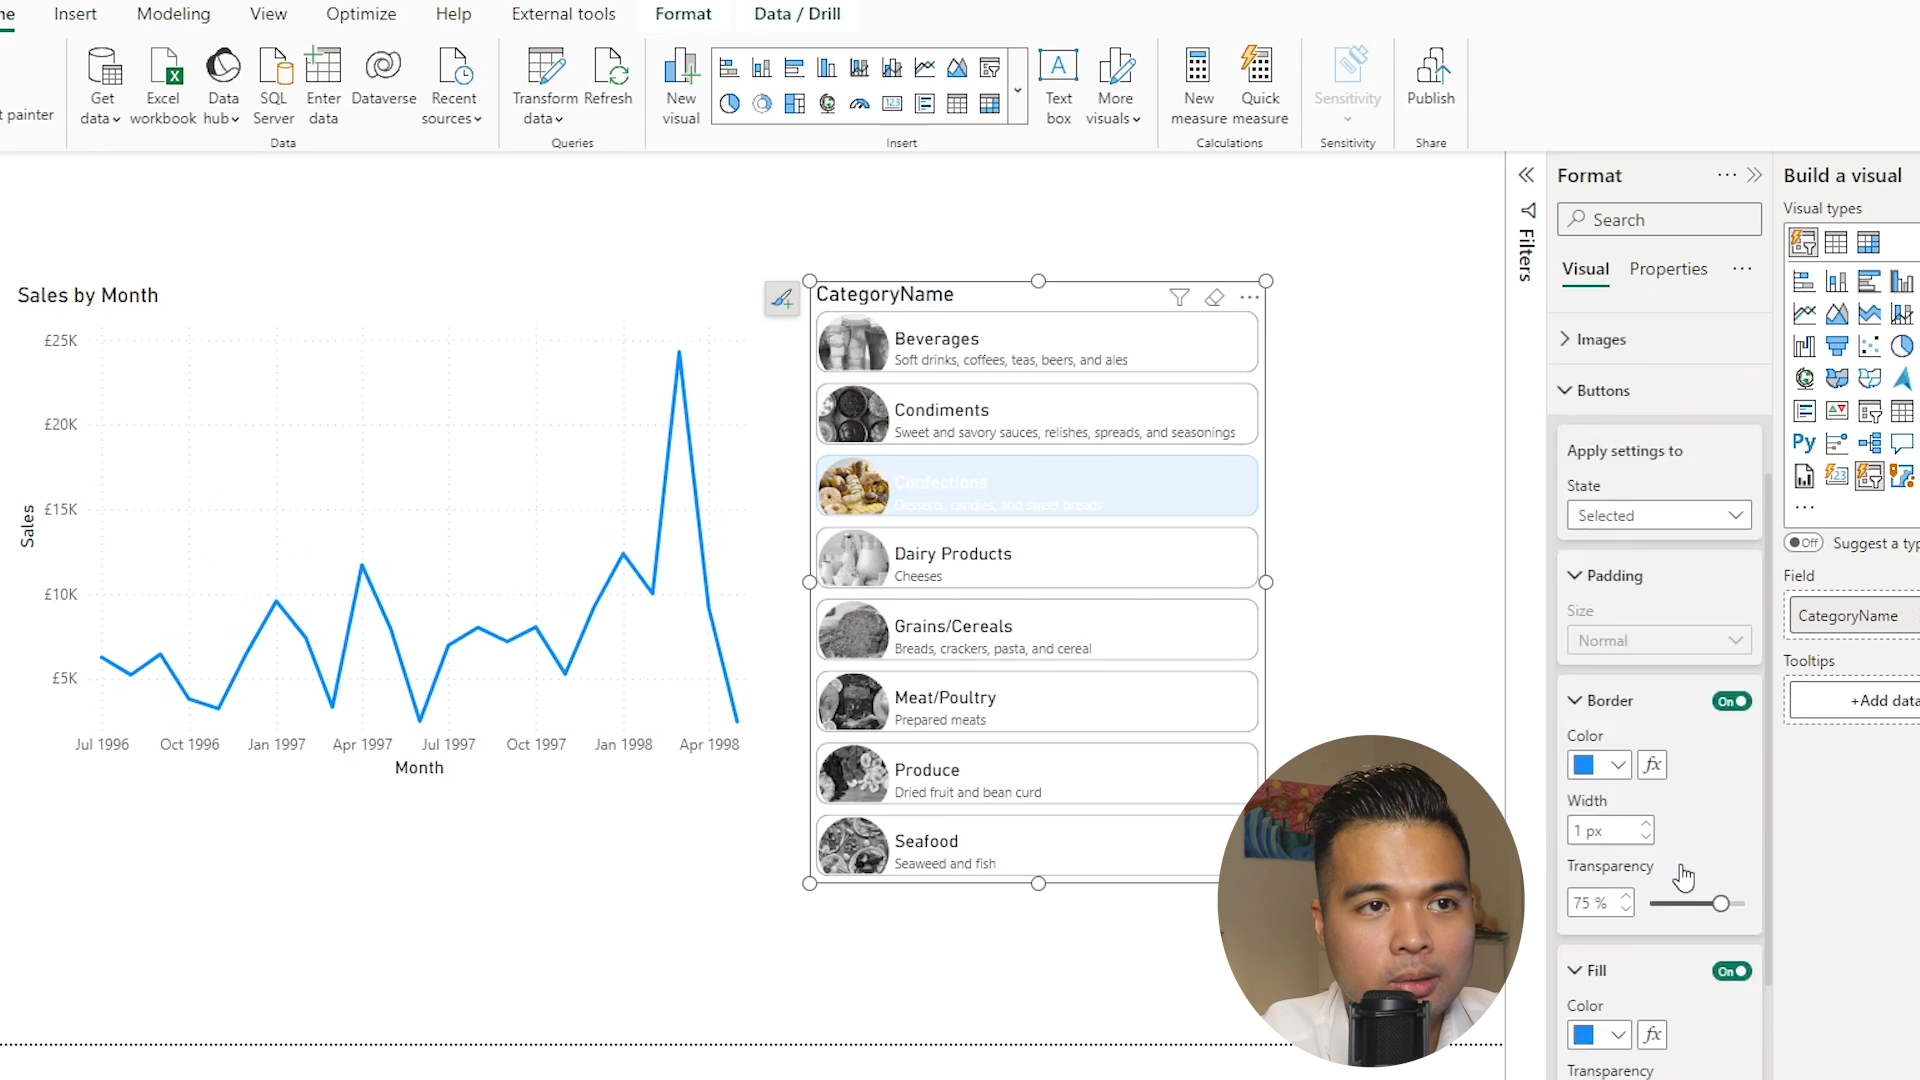 ne Insert Modeling View Optimize Help External tools Format Data / Drill
t painter
Get data
Excel workbook
Data hub
SQL Server
Enter data
Dataverse
Recent sources
Transform data
Refresh
New visual
Text box
More visuals
New measure
Quick measure
Sensitivity
Publish
Data
Queries
Insert
Calculations
Sensitivity
Share
Sales by Month
Sales
£25K
£20K
£15K
£10K
£5K
Jul 1996 Oct 1996 Jan 1997 Apr 1997 Jul 1997 Oct 1997 Jan 1998 Apr 1998
Month
CategoryName
Beverages
Soft drinks, coffees, teas, beers, and ales
Condiments
Sweet and savory sauces, relishes, spreads, and seasonings
Confections
Desserts, candies, and sweet breads
Dairy Products
Cheeses
Grains/Cereals
Breads, crackers, pasta, and cereal
Meat/Poultry
Prepared meats
Produce
Dried fruit and bean curd
Seafood
Seaweed and fish
Filters
Format
Search
Visual Properties
Images
Buttons
Apply settings to
State
Selected
Padding
Size
Normal
Border On
Color
fx
Width
1 px
Transparency
75 %
Fill On
Color
fx
Transparency
Build a visual
Visual types
Py
123
Off Suggest a typ
Field
CategoryName
Tooltips
+Add data